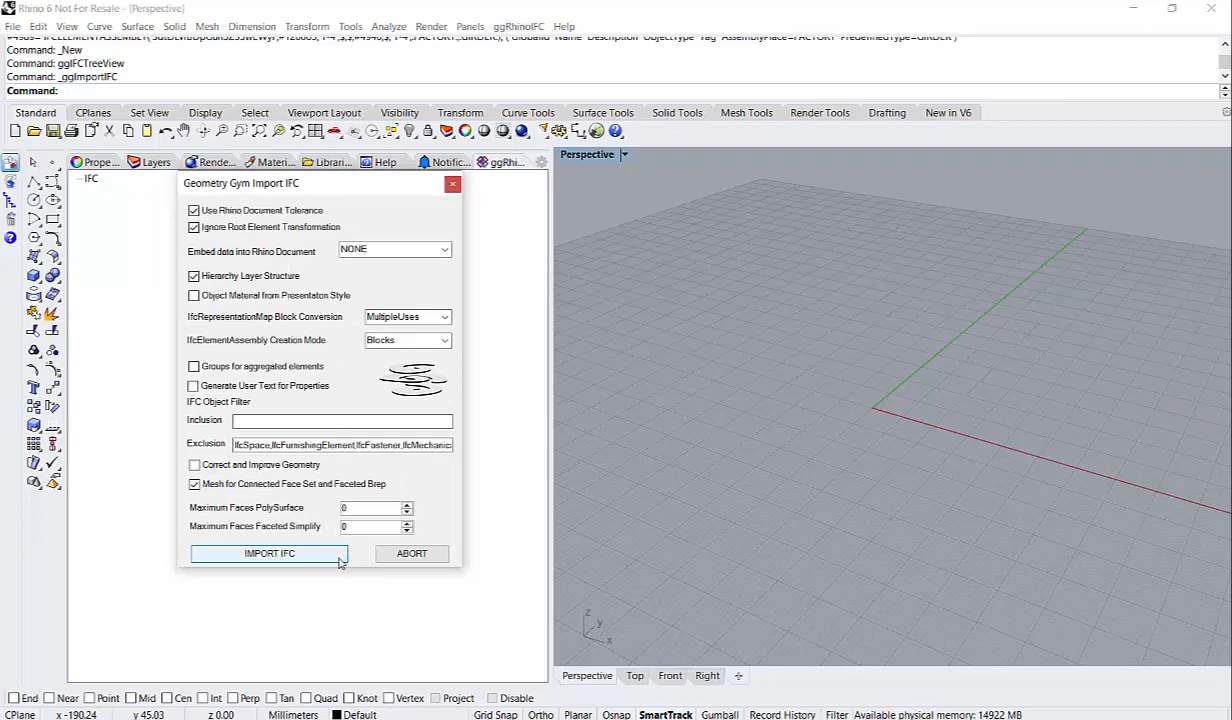 Rhino 6 Not For Resale - [Perspective]
File Edit View Curve Surface Solid Mesh Dimension Transform Tools Analyze Render Panels ggRhinoIFC Help
Command: _New
Command: ggIFCTreeView
Command: _ggImportIFC
Command:
Standard CPlanes Set View Display Select Viewport Layout Visibility Transform Curve Tools Surface Tools Solid Tools Mesh Tools Render Tools Drafting New in V6
Prope... Layers Rende... Materi... Librari... Help Notific... ggRhi...
Perspective
IFC
Geometry Gym Import IFC
Use Rhino Document Tolerance
Ignore Root Element Transformation
Embed data into Rhino Document NONE
Hierarchy Layer Structure
Object Material from Presentaton Style
IfcRepresentationMap Block Conversion MultipleUses
IfcElementAssembly Creation Mode Blocks
Groups for aggregated elements
Generate User Text for Properties
IFC Object Filter
Inclusion
Exclusion IfcSpace,IfcFurnishingElement,IfcFastener,IfcMechanic
Correct and Improve Geometry
Mesh for Connected Face Set and Faceted Brep
Maximum Faces PolySurface 0
Maximum Faces Faceted Simplify 0
IMPORT IFC ABORT
z
y
x
Perspective Top Front Right
End Near Point Mid Cen Int Perp Tan Quad Knot Vertex Project Disable
CPlane x -190.24 y 45.03 z 0.00 Millimeters Default Grid Snap Ortho Planar Osnap SmartTrack Gumball Record History Filter Available physical memory: 14922 MB